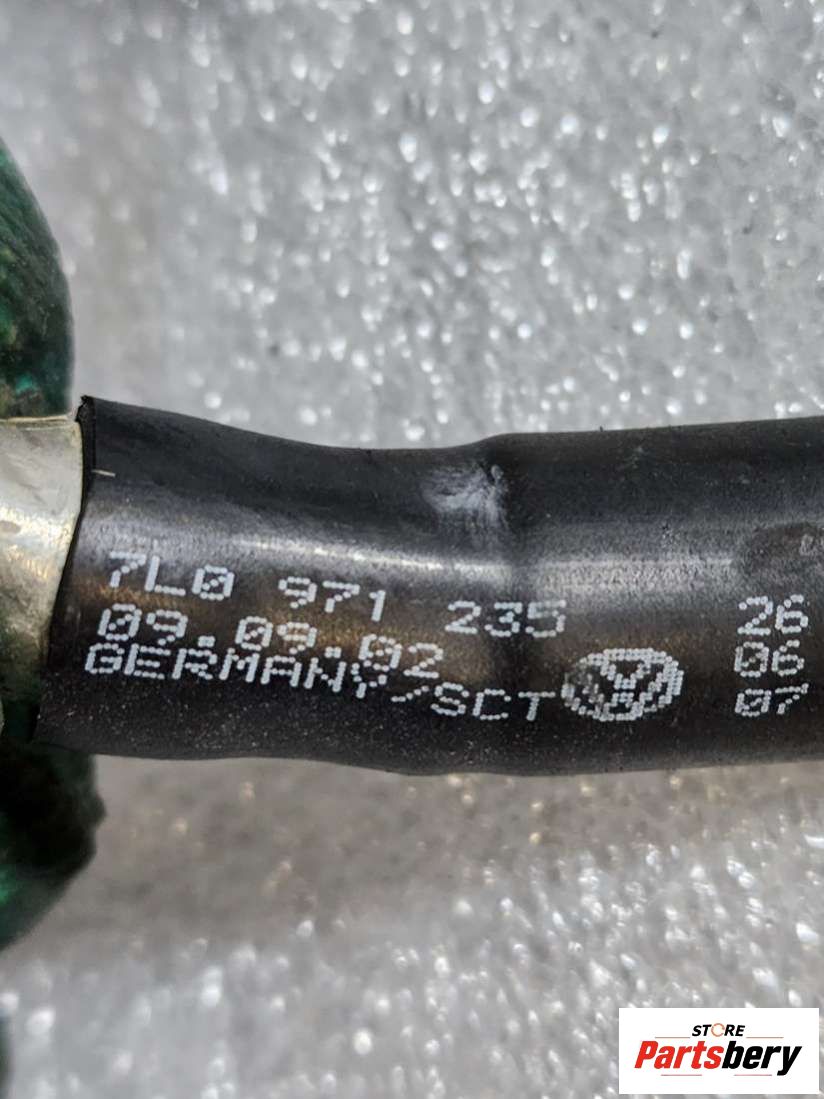 7L0 971 235 26
09.09.02 06
GERMANY/SCT 07
STORE
Partsbery